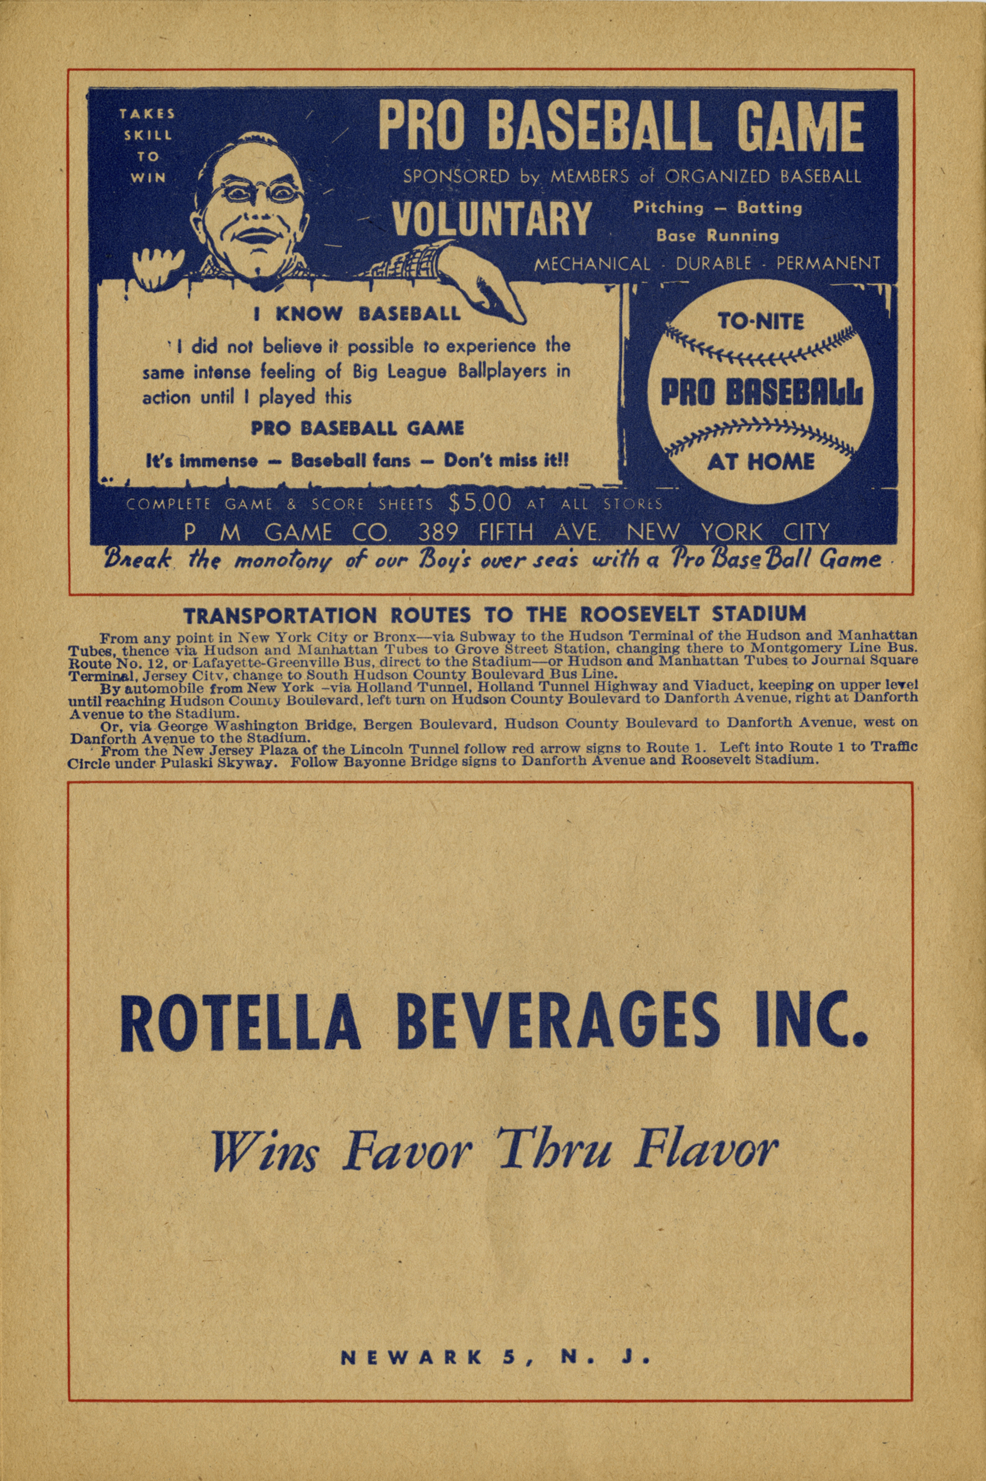 TAKES
SKILL
TO
WIN
PRO BASEBALL GAME
SPONSORED by MEMBERS of ORGANIZED BASEBALL
VOLUNTARY
Pitching – Batting
Base Running
MECHANICAL · DURABLE · PERMANENT
I KNOW BASEBALL
'I did not believe it possible to experience the
same intense feeling of Big League Ballplayers in
action until I played this
PRO BASEBALL GAME
It's immense – Baseball fans – Don't miss it!!
TO-NITE
PRO BASEBALL
AT HOME
COMPLETE GAME & SCORE SHEETS $5.00 AT ALL STORES
P M GAME CO. 389 FIFTH AVE. NEW YORK CITY
Break the monotony of our Boy's over sea's with a Pro Base Ball Game.
TRANSPORTATION ROUTES TO THE ROOSEVELT STADIUM
From any point in New York City or Bronx—via Subway to the Hudson Terminal of the Hudson and Manhattan
Tubes, thence via Hudson and Manhattan Tubes to Grove Street Station, changing there to Montgomery Line Bus.
Route No. 12, or Lafayette-Greenville Bus, direct to the Stadium—or Hudson and Manhattan Tubes to Journal Square
Terminal, Jersey City, change to South Hudson County Boulevard Bus Line.
By automobile from New York –via Holland Tunnel, Holland Tunnel Highway and Viaduct, keeping on upper level
until reaching Hudson County Boulevard, left turn on Hudson County Boulevard to Danforth Avenue, right at Danforth
Avenue to the Stadium.
Or, via George Washington Bridge, Bergen Boulevard, Hudson County Boulevard to Danforth Avenue, west on
Danforth Avenue to the Stadium.
From the New Jersey Plaza of the Lincoln Tunnel follow red arrow signs to Route 1. Left into Route 1 to Traffic
Circle under Pulaski Skyway. Follow Bayonne Bridge signs to Danforth Avenue and Roosevelt Stadium.
ROTELLA BEVERAGES INC.
Wins Favor Thru Flavor
NEWARK 5, N. J.